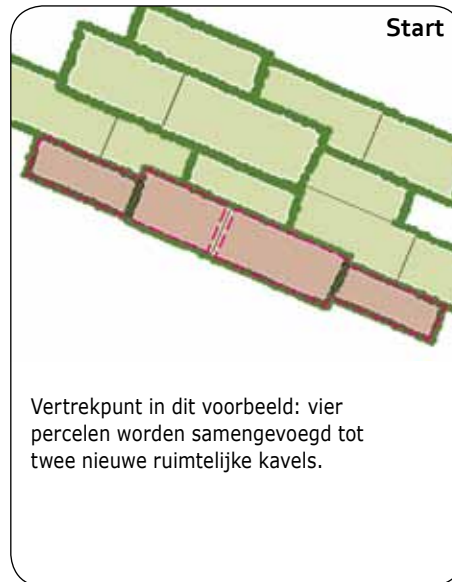 Start
Vertrekpunt in dit voorbeeld: vier
percelen worden samengevoegd tot
twee nieuwe ruimtelijke kavels.